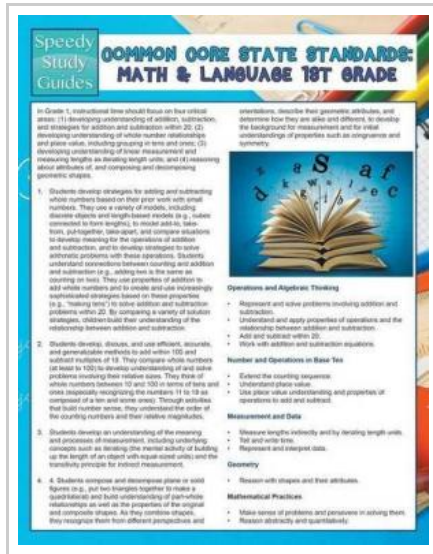 Speedy
Study
Guides
COMMON CORE STATE STANDARDS:
MATH & LANGUAGE 1ST GRADE
In Grade 1, instructional time should focus on four critical
areas: (1) developing understanding of addition, subtraction,
and strategies for addition and subtraction within 20; (2)
developing understanding of whole number relationships
and place value, including grouping in tens and ones; (3)
developing understanding of linear measurement and
measuring lengths as iterating length units; and (4) reasoning
about attributes of, and composing and decomposing
geometric shapes.
1. Students develop strategies for adding and subtracting
whole numbers based on their prior work with small
numbers. They use a variety of models, including
discrete objects and length-based models (e.g., cubes
connected to form lengths), to model add-to, take-
from, put-together, take-apart, and compare situations
to develop meaning for the operations of addition
and subtraction, and to develop strategies to solve
arithmetic problems with these operations. Students
understand connections between counting and addition
and subtraction (e.g., adding two is the same as
counting on two). They use properties of addition to
add whole numbers and to create and use increasingly
sophisticated strategies based on these properties
(e.g., "making tens") to solve addition and subtraction
problems within 20. By comparing a variety of solution
strategies, children build their understanding of the
relationship between addition and subtraction.
2. Students develop, discuss, and use efficient, accurate,
and generalizable methods to add within 100 and
subtract multiples of 10. They compare whole numbers
(at least to 100) to develop understanding of and solve
problems involving their relative sizes. They think of
whole numbers between 10 and 100 in terms of tens and
ones (especially recognizing the numbers 11 to 19 as
composed of a ten and some ones). Through activities
that build number sense, they understand the order of
the counting numbers and their relative magnitudes.
3. Students develop an understanding of the meaning
and processes of measurement, including underlying
concepts such as iterating (the mental activity of building
up the length of an object with equal-sized units) and the
transitivity principle for indirect measurement.
4. 4. Students compose and decompose plane or solid
figures (e.g., put two triangles together to make a
quadrilateral) and build understanding of part-whole
relationships as well as the properties of the original
and composite shapes. As they combine shapes,
they recognize them from different perspectives and
orientations, describe their geometric attributes, and
determine how they are alike and different, to develop
the background for measurement and for initial
understandings of properties such as congruence and
symmetry.
Operations and Algebraic Thinking
• Represent and solve problems involving addition and
subtraction.
• Understand and apply properties of operations and the
relationship between addition and subtraction.
• Add and subtract within 20.
• Work with addition and subtraction equations.
Number and Operations in Base Ten
• Extend the counting sequence.
• Understand place value.
• Use place value understanding and properties of
operations to add and subtract.
Measurement and Data
• Measure lengths indirectly and by iterating length units.
• Tell and write time.
• Represent and interpret data.
Geometry
• Reason with shapes and their attributes.
Mathematical Practices
• Make sense of problems and persevere in solving them.
• Reason abstractly and quantitatively.